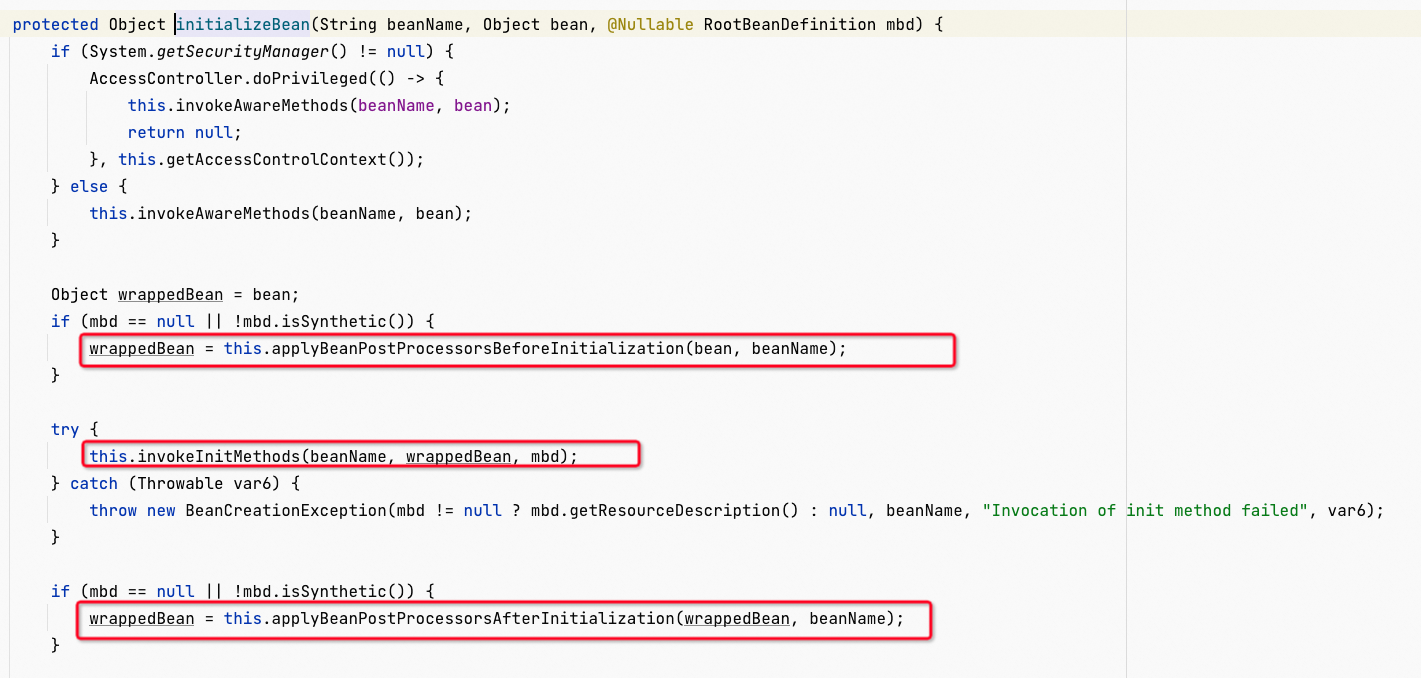 protected Object initializeBean(String beanName, Object bean, @Nullable RootBeanDefinition mbd) {
    if (System.getSecurityManager() != null) {
        AccessController.doPrivileged(() -> {
            this.invokeAwareMethods(beanName, bean);
            return null;
        }, this.getAccessControlContext());
    } else {
        this.invokeAwareMethods(beanName, bean);
    }

    Object wrappedBean = bean;
    if (mbd == null || !mbd.isSynthetic()) {
        wrappedBean = this.applyBeanPostProcessorsBeforeInitialization(bean, beanName);
    }

    try {
        this.invokeInitMethods(beanName, wrappedBean, mbd);
    } catch (Throwable var6) {
        throw new BeanCreationException(mbd != null ? mbd.getResourceDescription() : null, beanName, "Invocation of init method failed", var6);
    }

    if (mbd == null || !mbd.isSynthetic()) {
        wrappedBean = this.applyBeanPostProcessorsAfterInitialization(wrappedBean, beanName);
    }